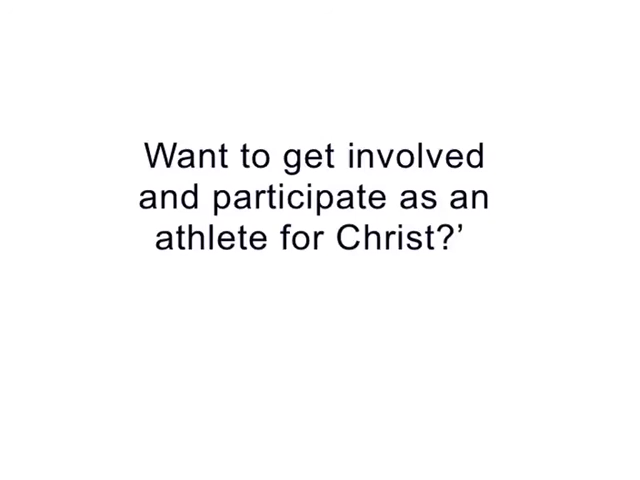 Want to get involved
and participate as an
athlete for Christ?’